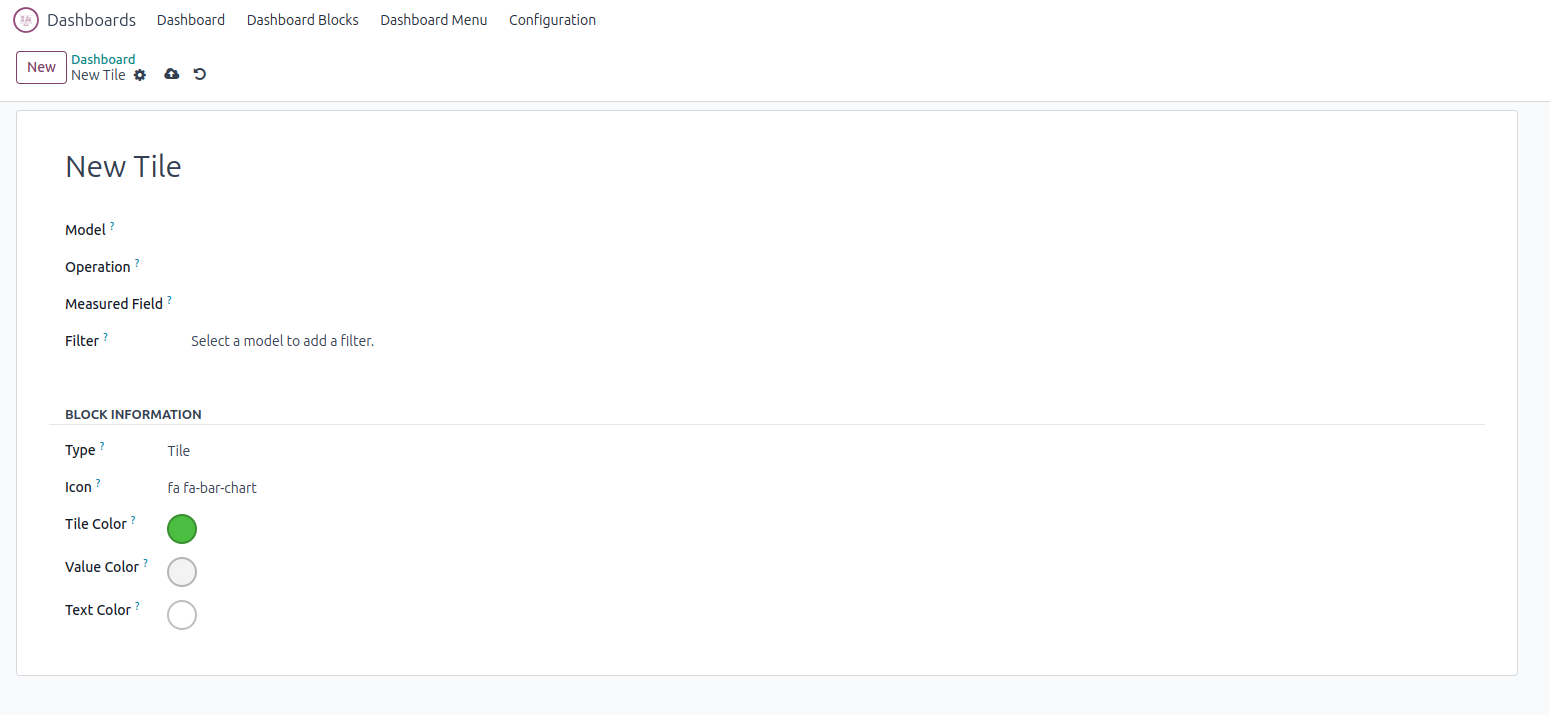 Dashboards Dashboard Dashboard Blocks Dashboard Menu Configuration
New
Dashboard
New Tile
New Tile
Model ?
Operation ?
Measured Field ?
Filter ? Select a model to add a filter.
BLOCK INFORMATION
Type ? Tile
Icon ? fa fa-bar-chart
Tile Color ?
Value Color ?
Text Color ?